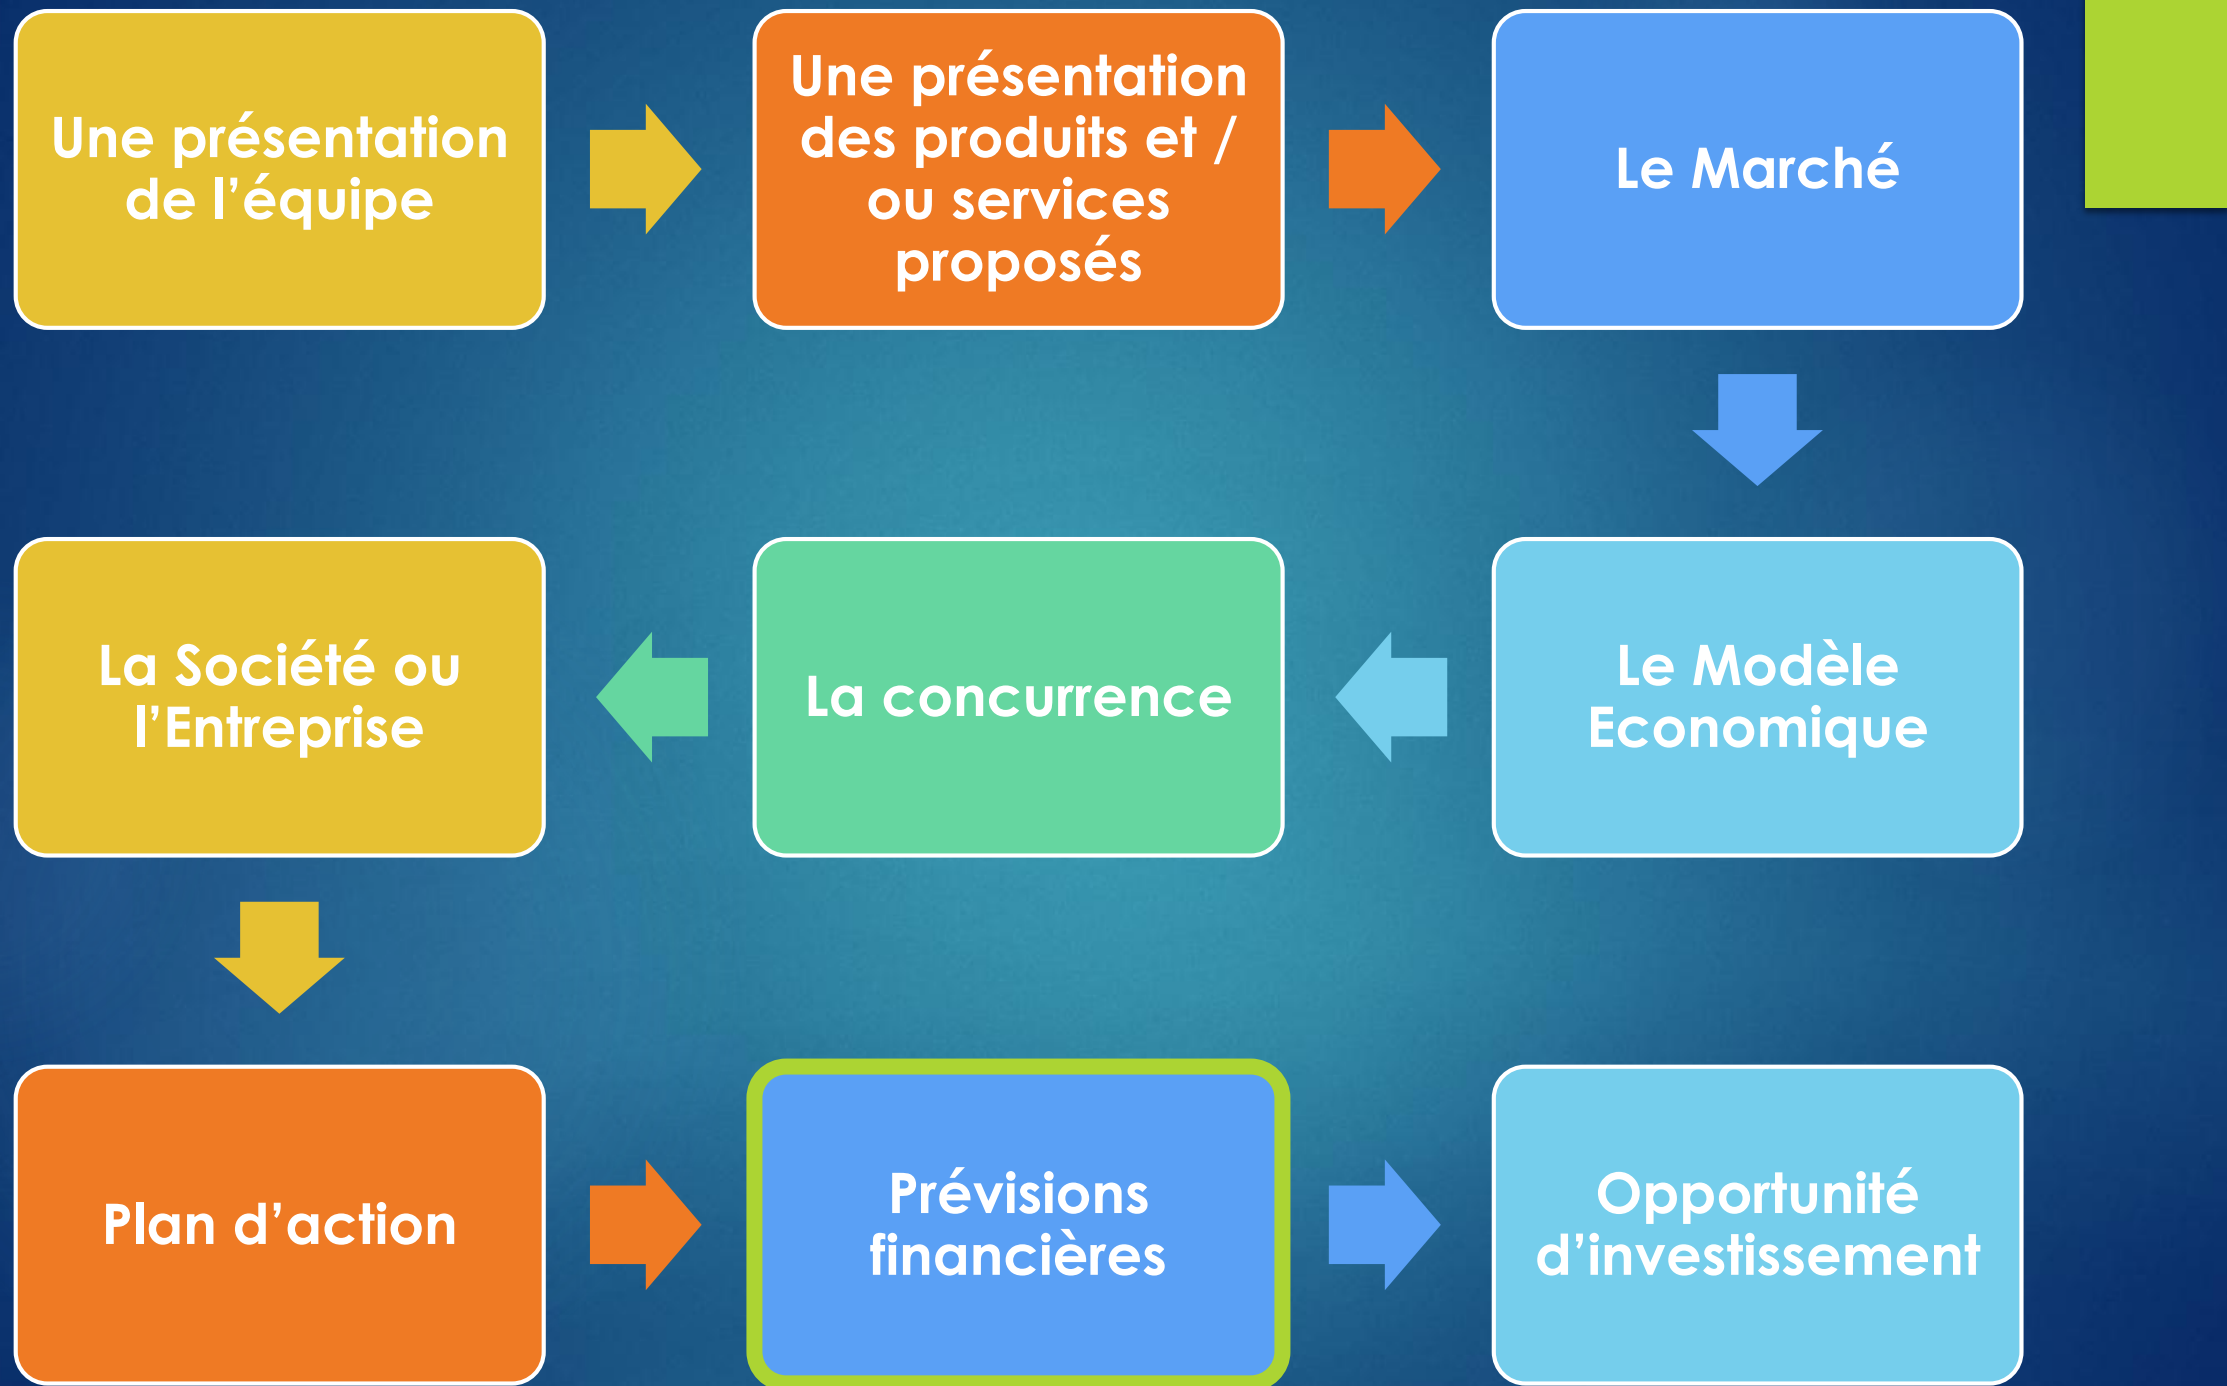 Une présentation
de l’équipe
Une présentation
des produits et /
ou services
proposés
Le Marché
Le Modèle
Economique
La concurrence
La Société ou
l’Entreprise
Plan d’action
Prévisions
financières
Opportunité
d’investissement